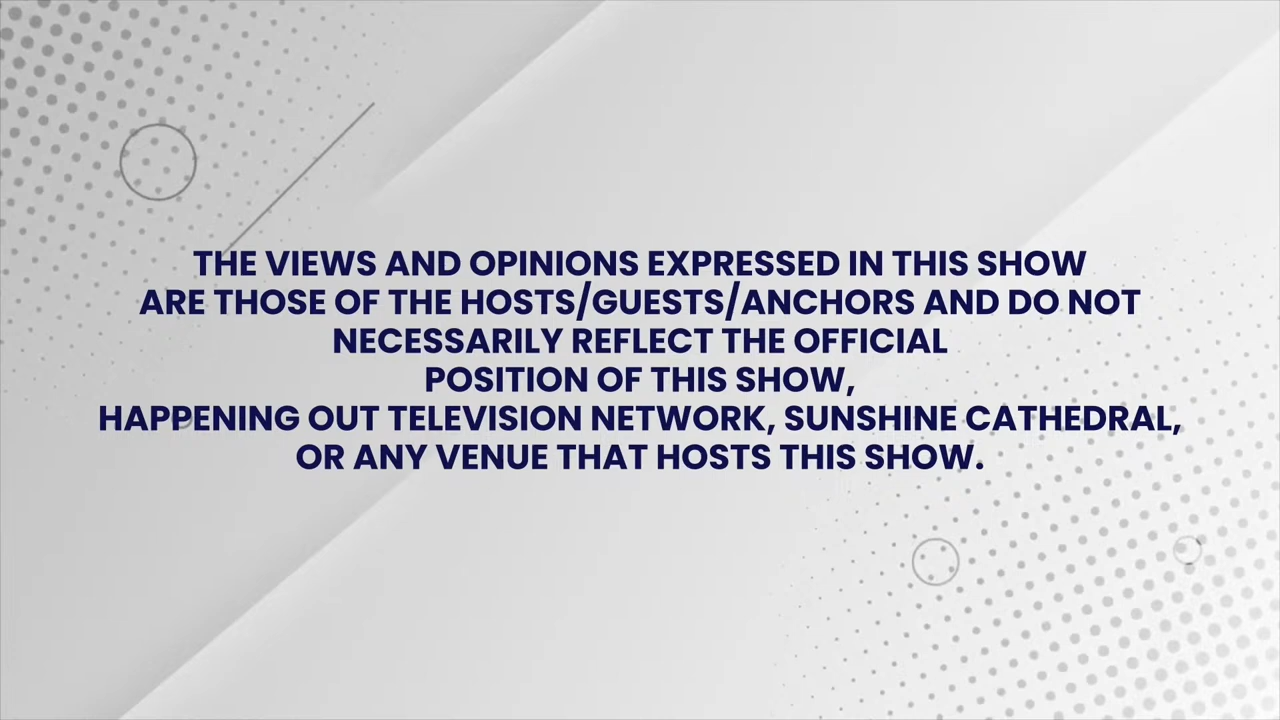 THE VIEWS AND OPINIONS EXPRESSED IN THIS SHOW
ARE THOSE OF THE HOSTS/GUESTS/ANCHORS AND DO NOT
NECESSARILY REFLECT THE OFFICIAL
POSITION OF THIS SHOW,
HAPPENING OUT TELEVISION NETWORK, SUNSHINE CATHEDRAL,
OR ANY VENUE THAT HOSTS THIS SHOW.